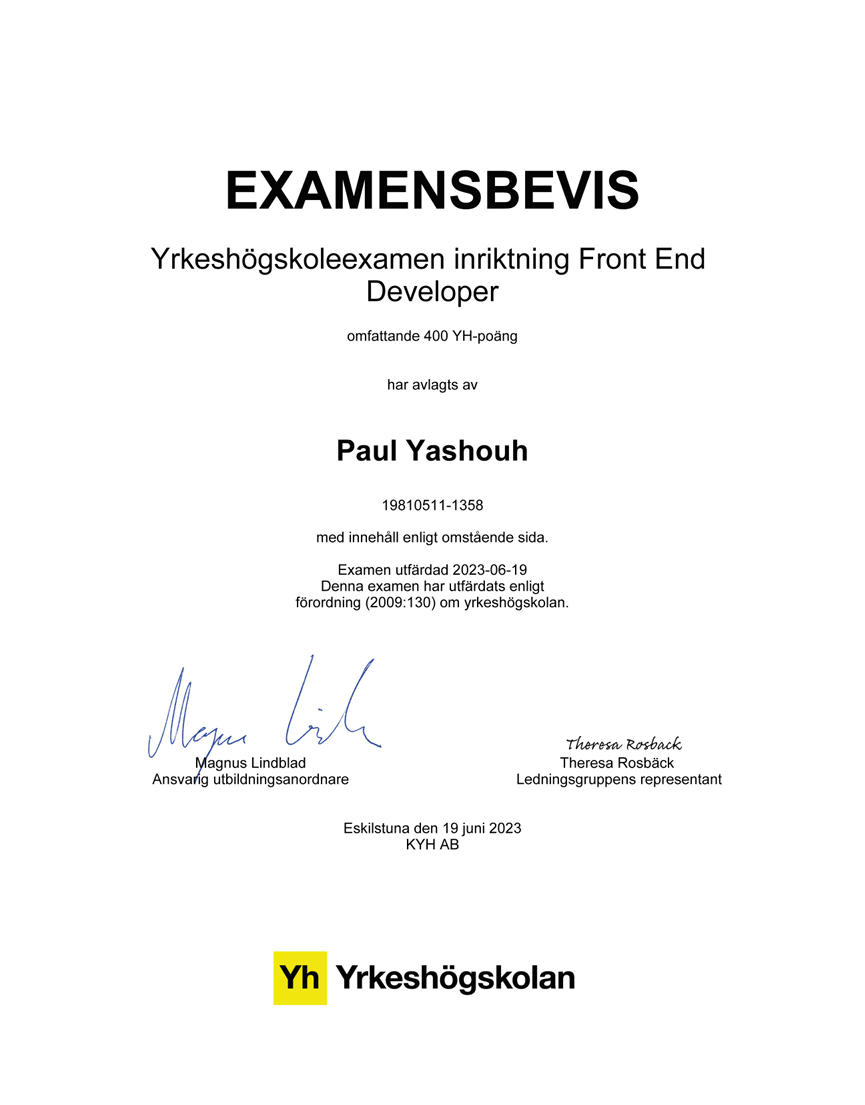 EXAMENSBEVIS
Yrkeshögskoleexamen inriktning Front End
Developer
omfattande 400 YH-poäng
har avlagts av
Paul Yashouh
19810511-1358
med innehåll enligt omstående sida.
Examen utfärdad 2023-06-19
Denna examen har utfärdats enligt
förordning (2009:130) om yrkeshögskolan.
Magnus Lindblad
Ansvarig utbildningsanordnare
Theresa Rosback
Theresa Rosbäck
Ledningsgruppens representant
Eskilstuna den 19 juni 2023
KYH AB
Yh Yrkeshögskolan